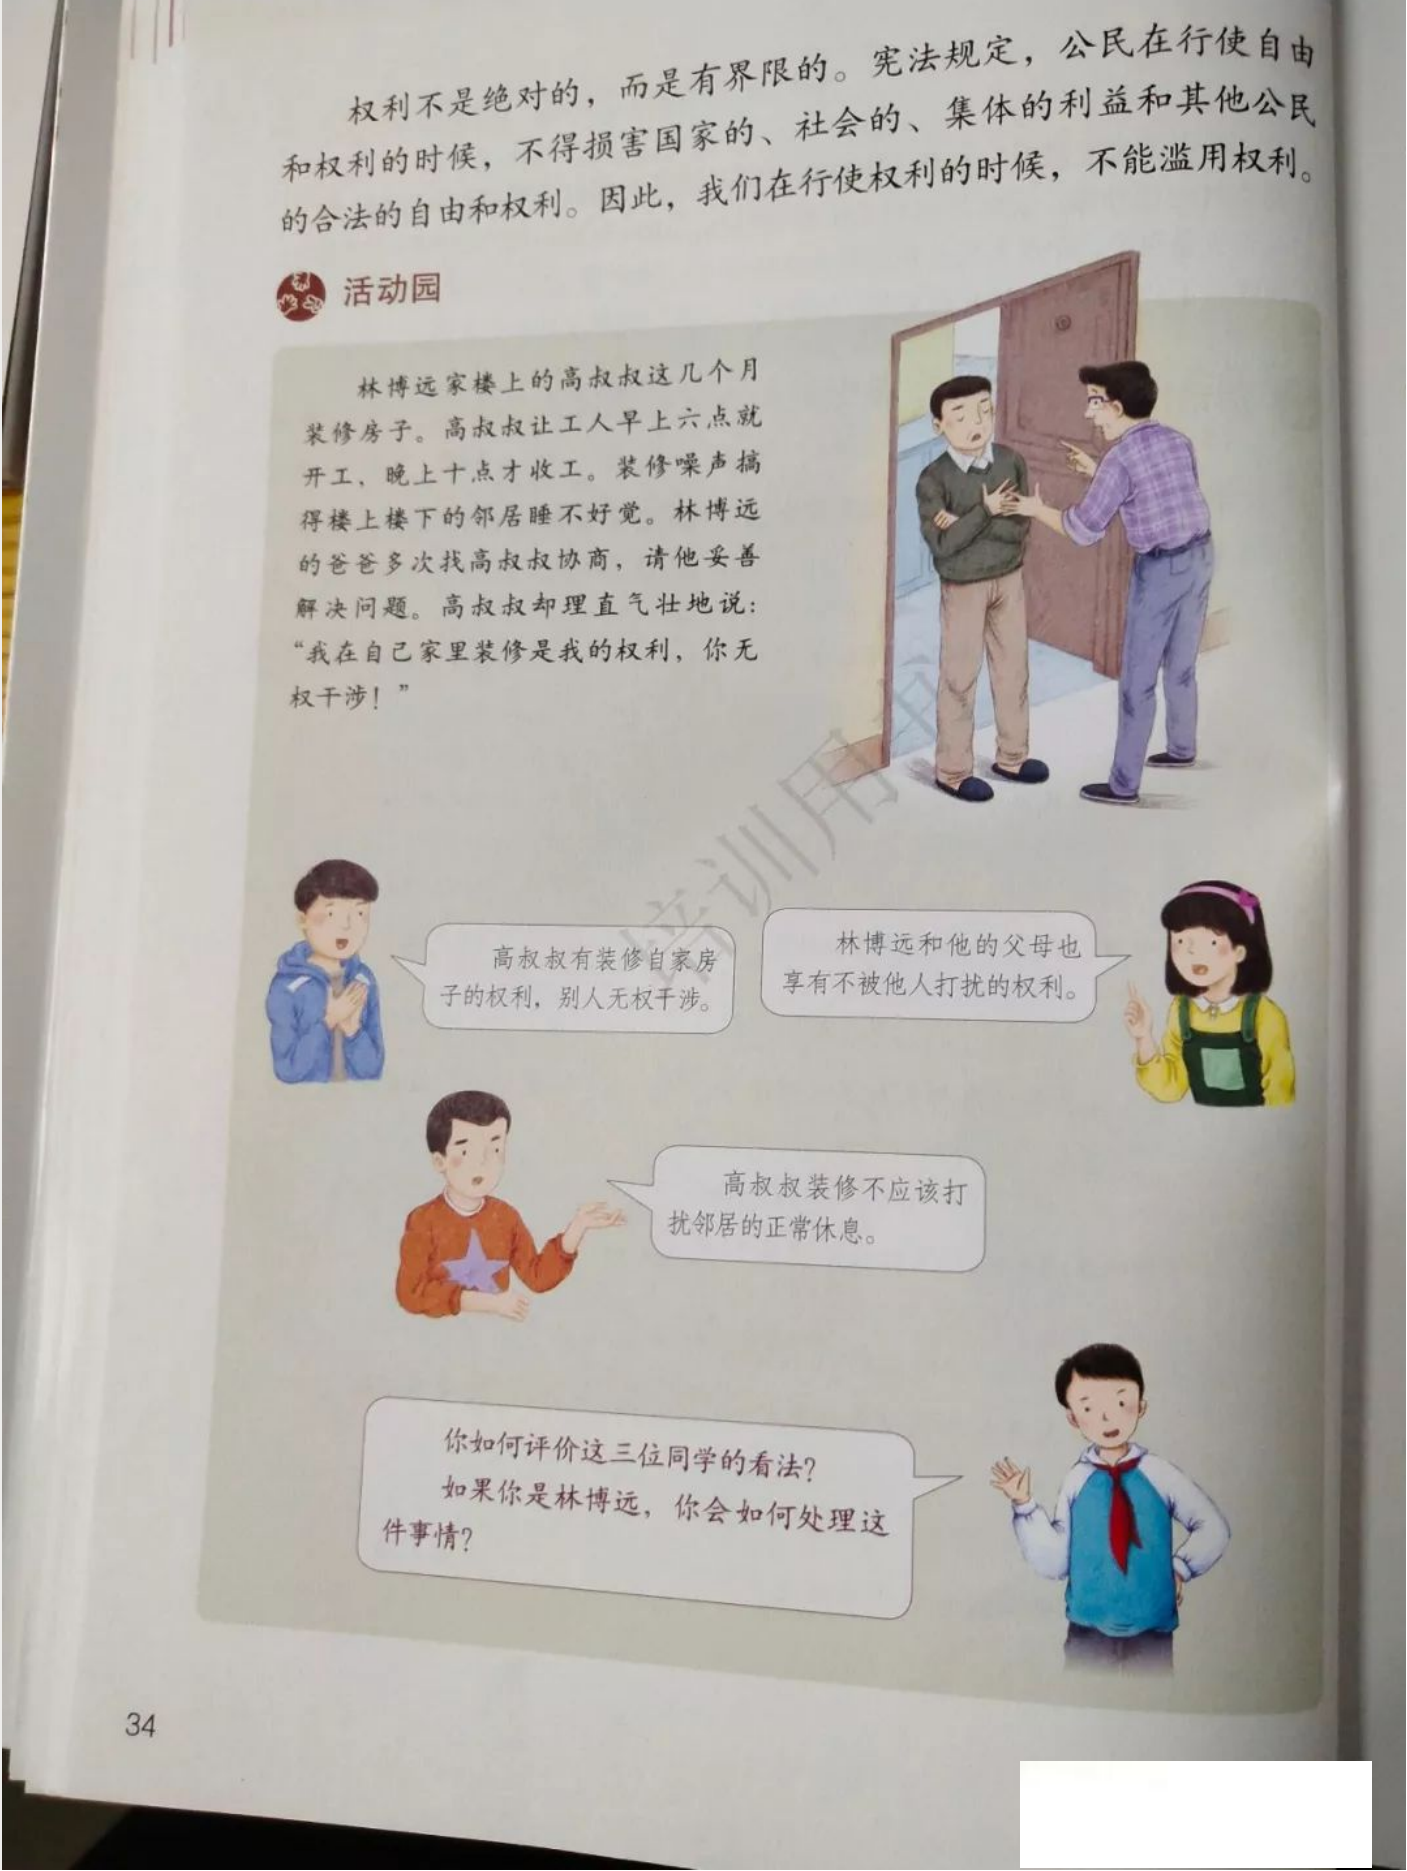 权利不是绝对的，而是有界限的。宪法规定，公民在行使自由
和权利的时候，不得损害国家的、社会的、集体的利益和其他公民
的合法的自由和权利。因此，我们在行使权利的时候，不能滥用权利。
活动园
林博远家楼上的高叔叔这几个月
装修房子。高叔叔让工人早上六点就
开工，晚上十点才收工。装修噪声搞
得楼上楼下的邻居睡不好觉。林博远
的爸爸多次找高叔叔协商，请他妥善
解决问题。高叔叔却理直气壮地说：
“我在自己家里装修是我的权利，你无
权干涉！”
高叔叔有装修自家房
子的权利，别人无权干涉。
林博远和他的父母也
享有不被他人打扰的权利。
高叔叔装修不应该打
扰邻居的正常休息。
你如何评价这三位同学的看法？
如果你是林博远，你会如何处理这
件事情？
34
培训用书